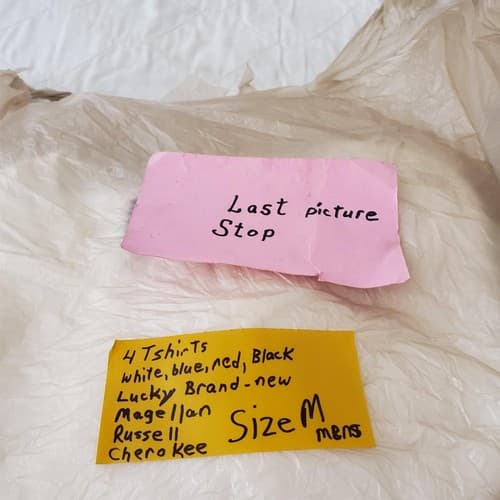 Last picture
Stop
4 Tshirts
white, blue, red, Black
Lucky Brand-new
Magellan
Russell
Cherokee
Size M
mens